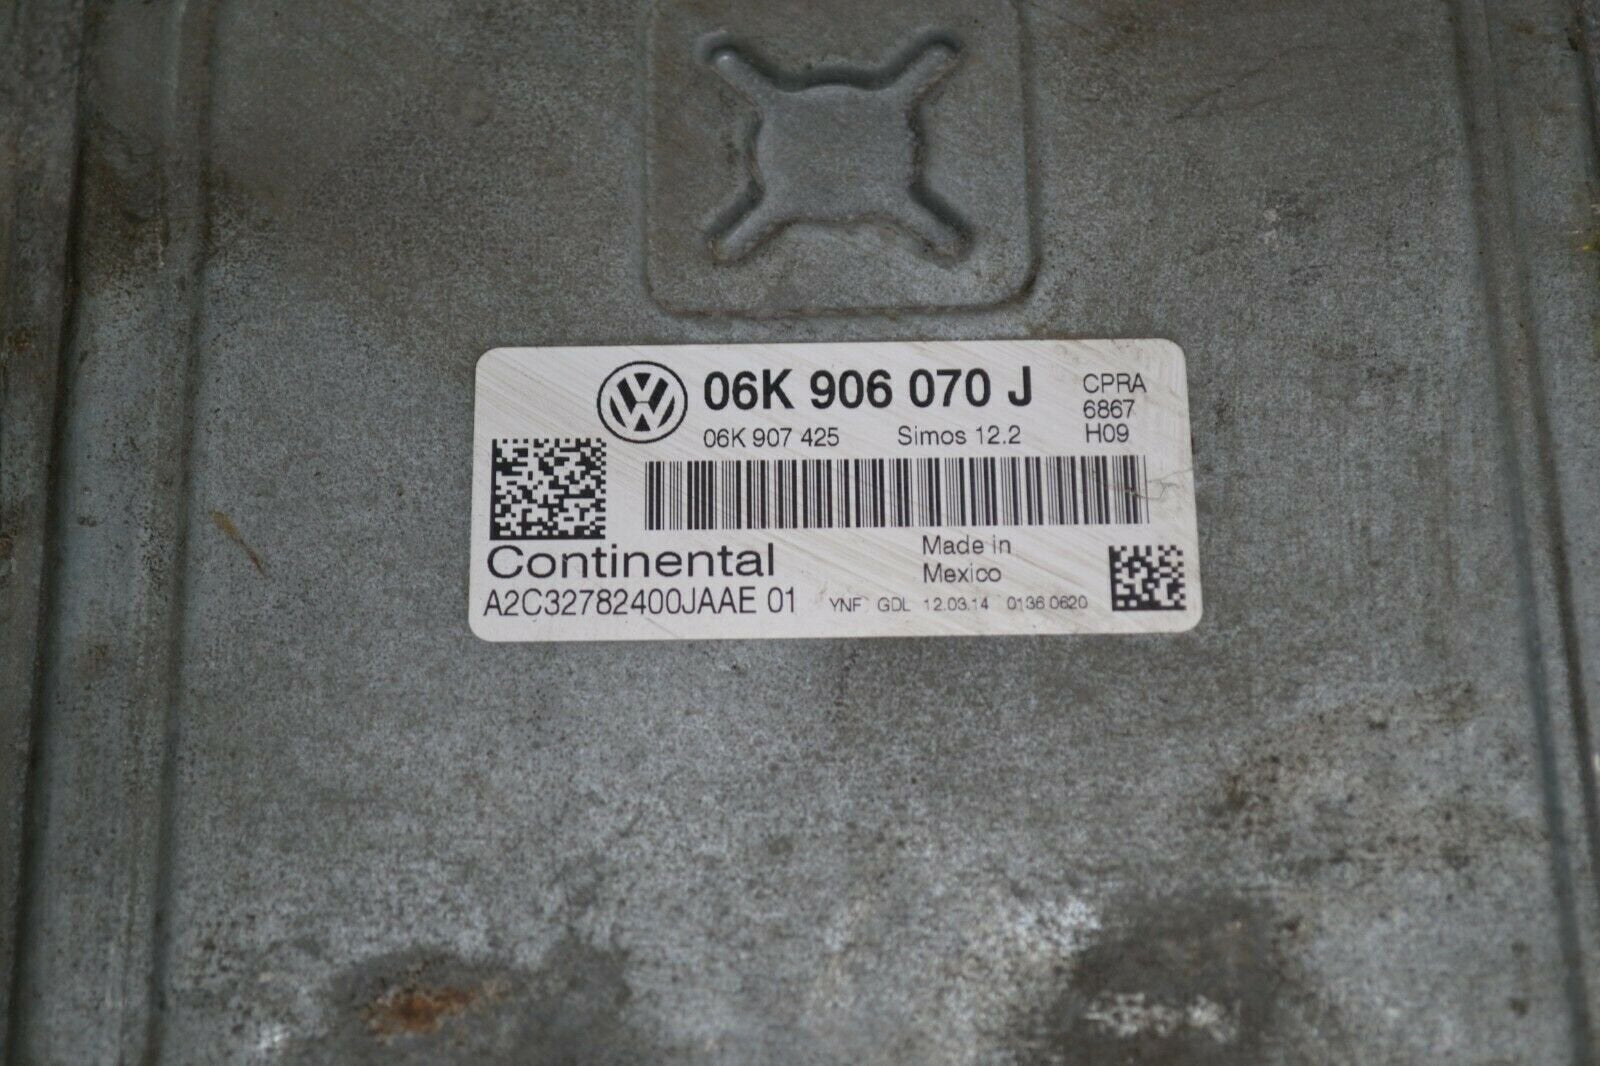 06K 906 070 J
CPRA
6867
H09
06K 907 425 Simos 12.2
Continental
Made in
Mexico
A2C32782400JAAE 01 YNF GDL 12.03.14 0136 0620